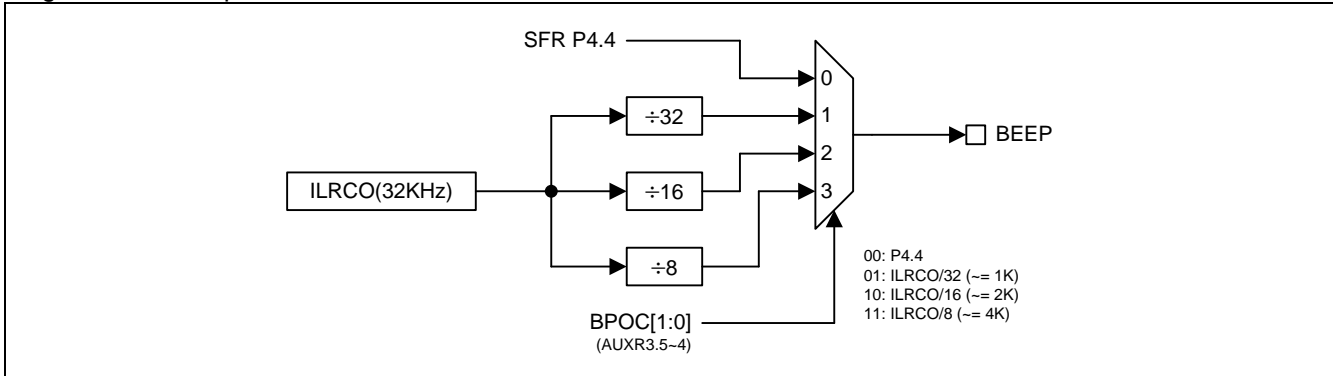 SFR P4.4
0
÷32
1
BEEP
2
ILRCO(32KHz)
÷16
3
÷8
00: P4.4
01: ILRCO/32 (~= 1K)
10: ILRCO/16 (~= 2K)
11: ILRCO/8 (~= 4K)
BPOC[1:0]
(AUXR3.5~4)